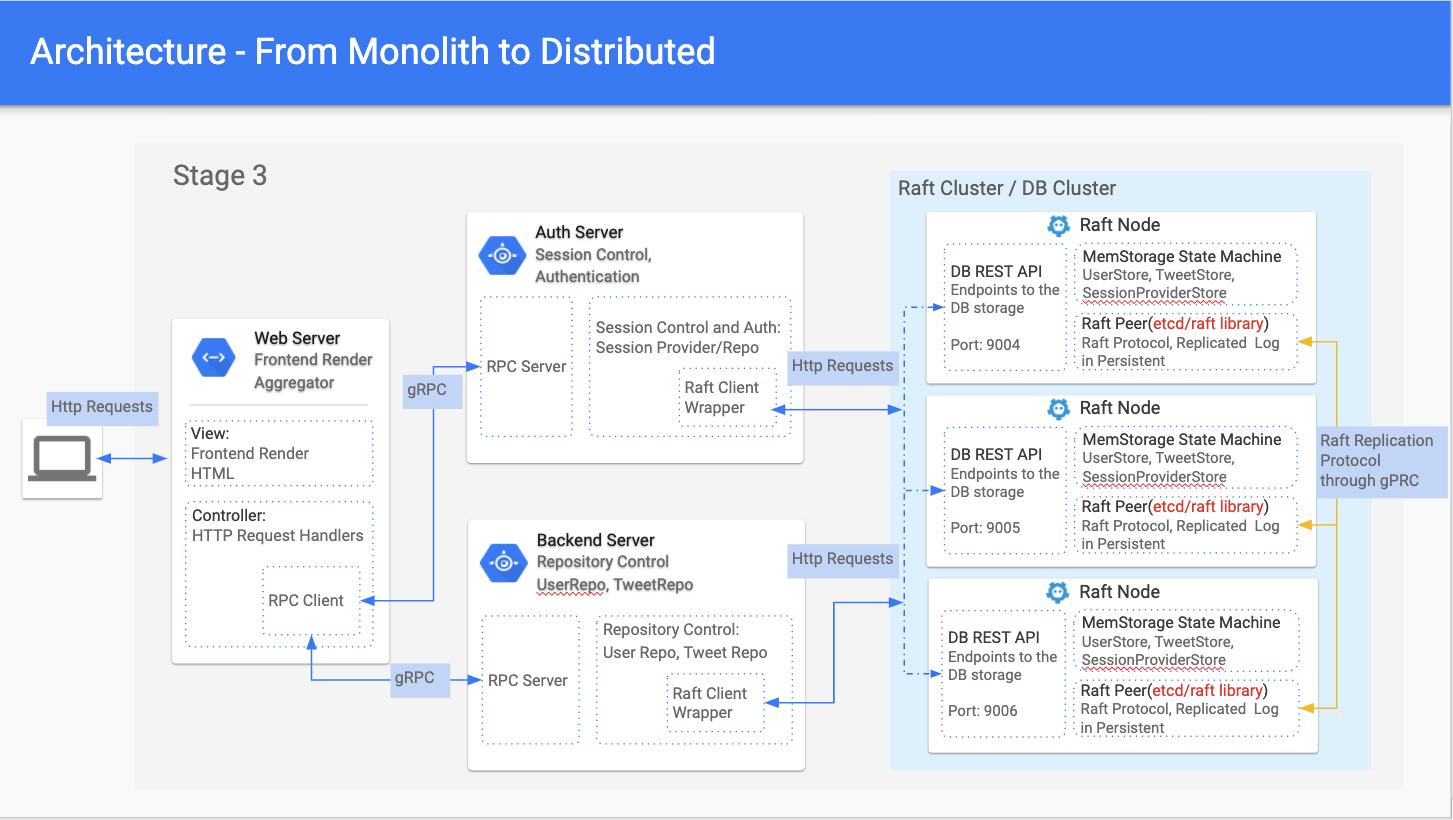 Architecture - From Monolith to Distributed
Stage 3
Http Requests
Web Server
Frontend Render
Aggregator
View:
Frontend Render
HTML
Controller:
HTTP Request Handlers
RPC Client
gRPC
gRPC
Auth Server
Session Control,
Authentication
RPC Server
Session Control and Auth:
Session Provider/Repo
Raft Client
Wrapper
Http Requests
Backend Server
Repository Control
UserRepo, TweetRepo
RPC Server
Repository Control:
User Repo, Tweet Repo
Raft Client
Wrapper
Http Requests
Raft Cluster / DB Cluster
Raft Node
DB REST API
Endpoints to the
DB storage
Port: 9004
MemStorage State Machine
UserStore, TweetStore,
SessionProviderStore
Raft Peer(etcd/raft library)
Raft Protocol, Replicated Log
in Persistent
Raft Node
DB REST API
Endpoints to the
DB storage
Port: 9005
MemStorage State Machine
UserStore, TweetStore,
SessionProviderStore
Raft Peer(etcd/raft library)
Raft Protocol, Replicated Log
in Persistent
Raft Node
DB REST API
Endpoints to the
DB storage
Port: 9006
MemStorage State Machine
UserStore, TweetStore,
SessionProviderStore
Raft Peer(etcd/raft library)
Raft Protocol, Replicated Log
in Persistent
Raft Replication
Protocol
through gPRC